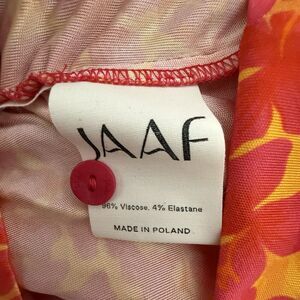 JAAF
96% Viscose, 4% Elastane
MADE IN POLAND